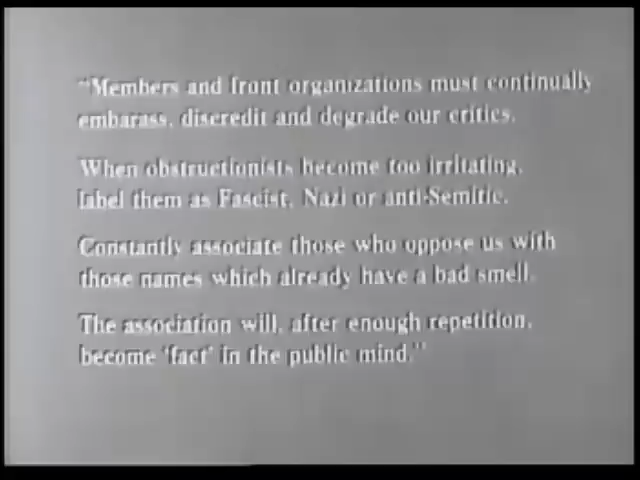 "Members and front organizations must continually
embarass, discredit and degrade our critics.
When obstructionists become too irritating,
label them as Fascist, Nazi or anti-Semitic.
Constantly associate those who oppose us with
those names which already have a bad smell.
The association will, after enough repetition,
become 'fact' in the public mind."